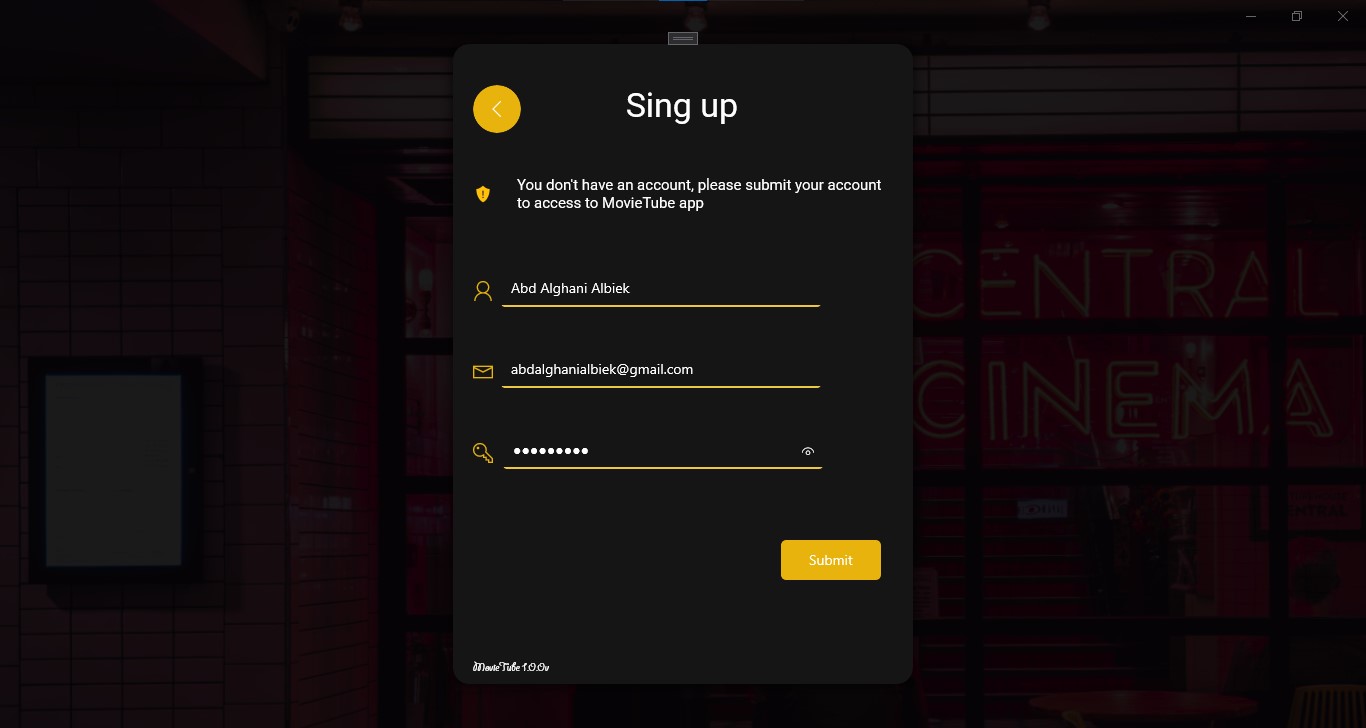 Sing up
You don't have an account, please submit your account
to access to MovieTube app
Abd Alghani Albiek
abdalghanialbiek@gmail.com
Submit
CENTRAL
CINEMA
MovieTube 1.0.0v